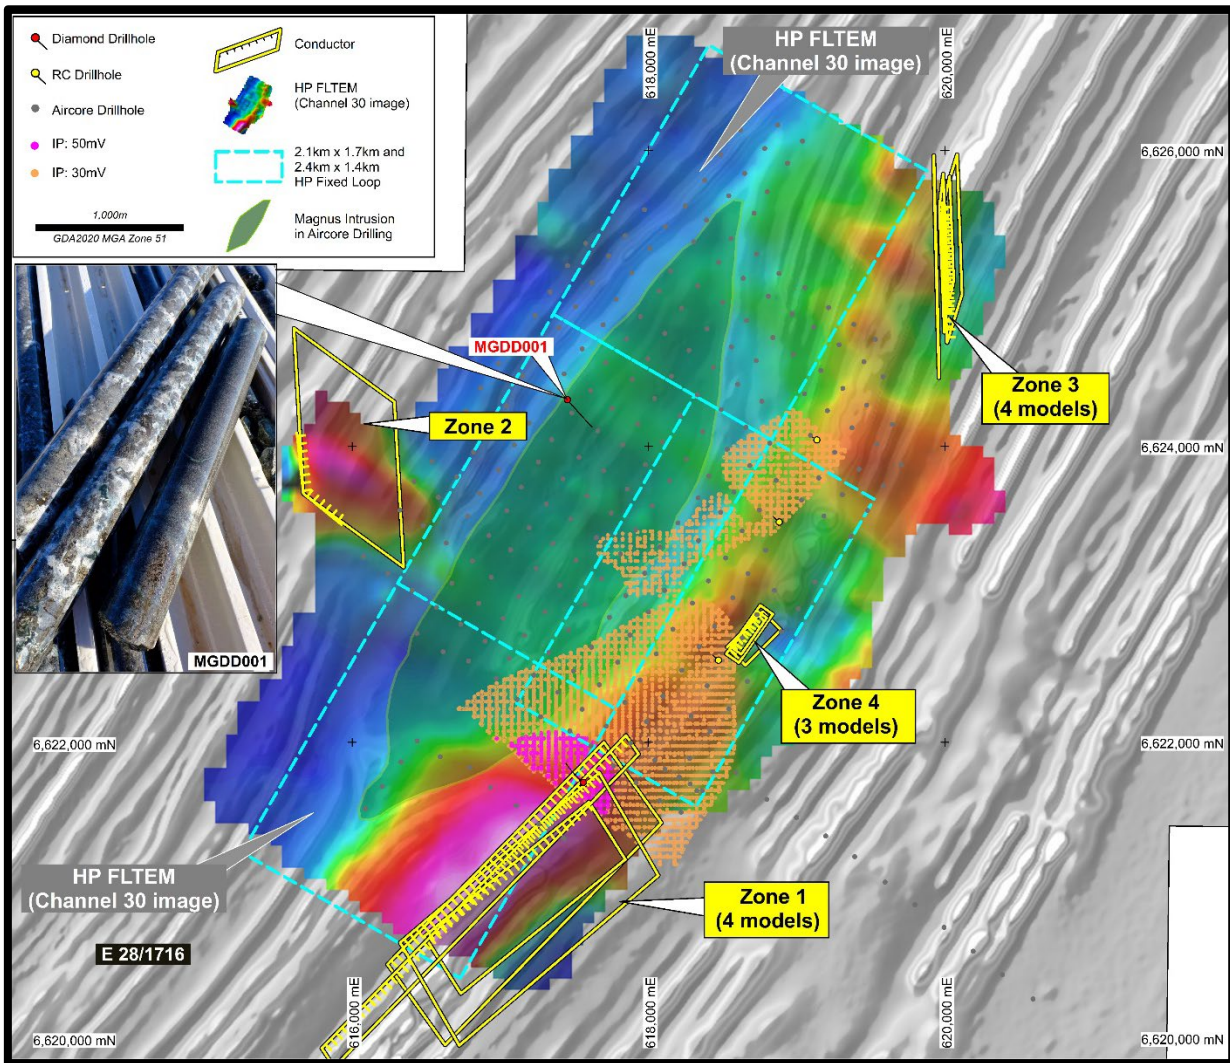 Diamond Drillhole
RC Drillhole
Aircore Drillhole
IP: 50mV
IP: 30mV
1,000m
GDA2020 MGA Zone 51
Conductor
HP FLTEM
(Channel 30 image)
2.1km x 1.7km and
2.4km x 1.4km
HP Fixed Loop
Magnus Intrusion
in Aircore Drilling
HP FLTEM
(Channel 30 image)
618,000 mE
620,000 mE
6,626,000 mN
MGDD001
Zone 3
(4 models)
Zone 2
6,624,000 mN
MGDD001
Zone 4
(3 models)
6,622,000 mN
6,622,000 mN
HP FLTEM
(Channel 30 image)
Zone 1
(4 models)
E 28/1716
616,000 mE
618,000 mE
620,000 mE
6,620,000 mN
6,620,000 mN